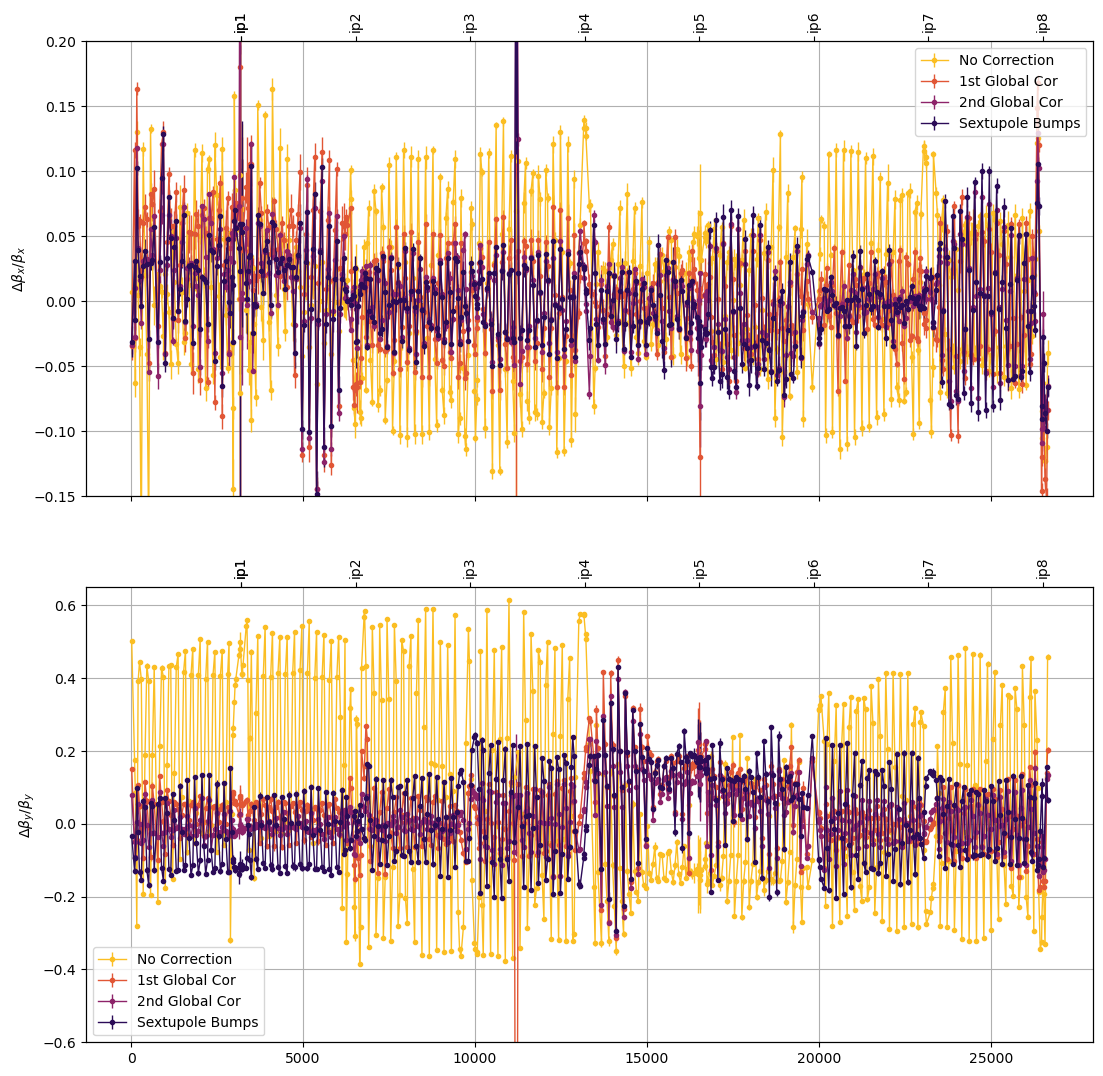 ip1 ip2 ip3 ip4 ip5 ip6 ip7 ip8
0.20
0.15
0.10
0.05
0.00
−0.05
−0.10
−0.15
Δβx/βx
No Correction
1st Global Cor
2nd Global Cor
Sextupole Bumps
ip1 ip2 ip3 ip4 ip5 ip6 ip7 ip8
0.6
0.4
0.2
0.0
−0.2
−0.4
−0.6
Δβy/βy
No Correction
1st Global Cor
2nd Global Cor
Sextupole Bumps
0 5000 10000 15000 20000 25000